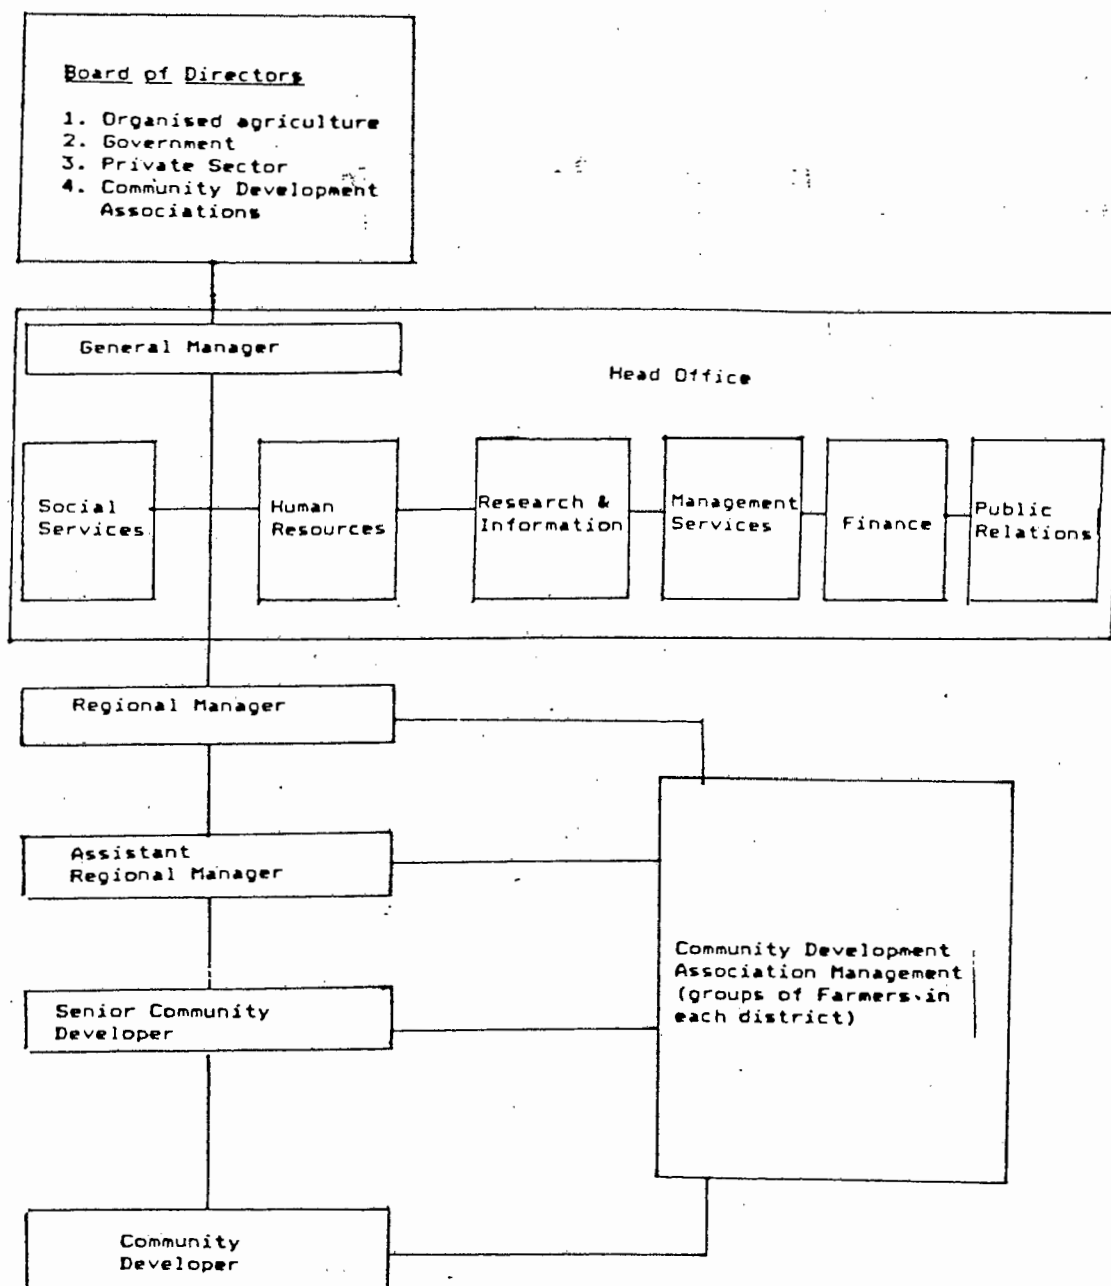 Board of Directors
1. Organised agriculture
2. Government
3. Private Sector
4. Community Development
Associations
General Manager
Head Office
Social
Services
Human
Resources
Research &
Information
Management
Services
Finance
Public
Relations
Regional Manager
Assistant
Regional Manager
Community Development
Association Management
(groups of Farmers in
each district)
Senior Community
Developer
Community
Developer